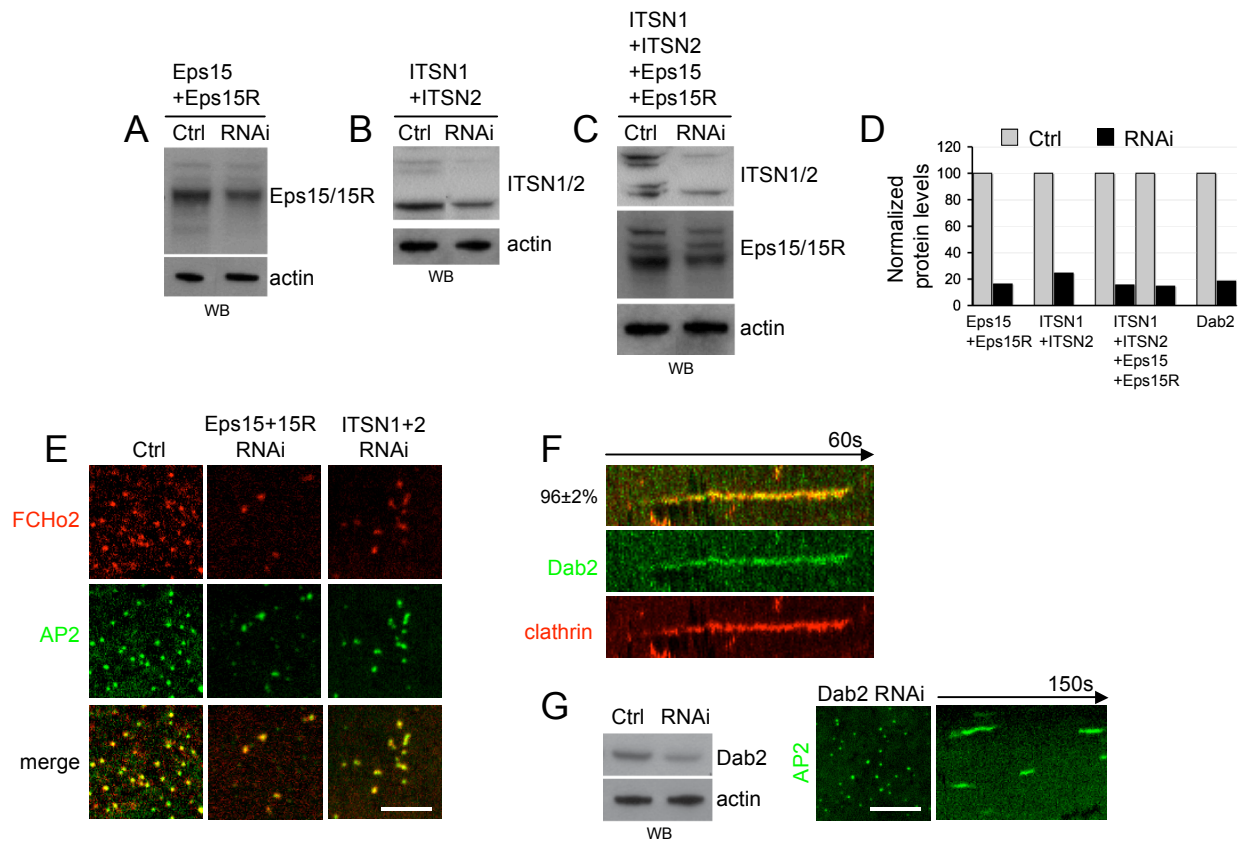 A
Eps15
+Eps15R
Ctrl RNAi
Eps15/15R
actin
WB
B
ITSN1
+ITSN2
Ctrl RNAi
ITSN1/2
actin
WB
C
ITSN1
+ITSN2
+Eps15
+Eps15R
Ctrl RNAi
ITSN1/2
Eps15/15R
actin
WB
D
Ctrl RNAi
Normalized
protein levels
120
100
80
60
40
20
0
Eps15
+Eps15R
ITSN1
+ITSN2
ITSN1
+ITSN2
+Eps15
+Eps15R
Dab2
E
Ctrl
Eps15+15R
RNAi
ITSN1+2
RNAi
FCHo2
AP2
merge
F
60s
96±2%
Dab2
clathrin
G
Ctrl RNAi
Dab2
actin
WB
Dab2 RNAi
150s
AP2